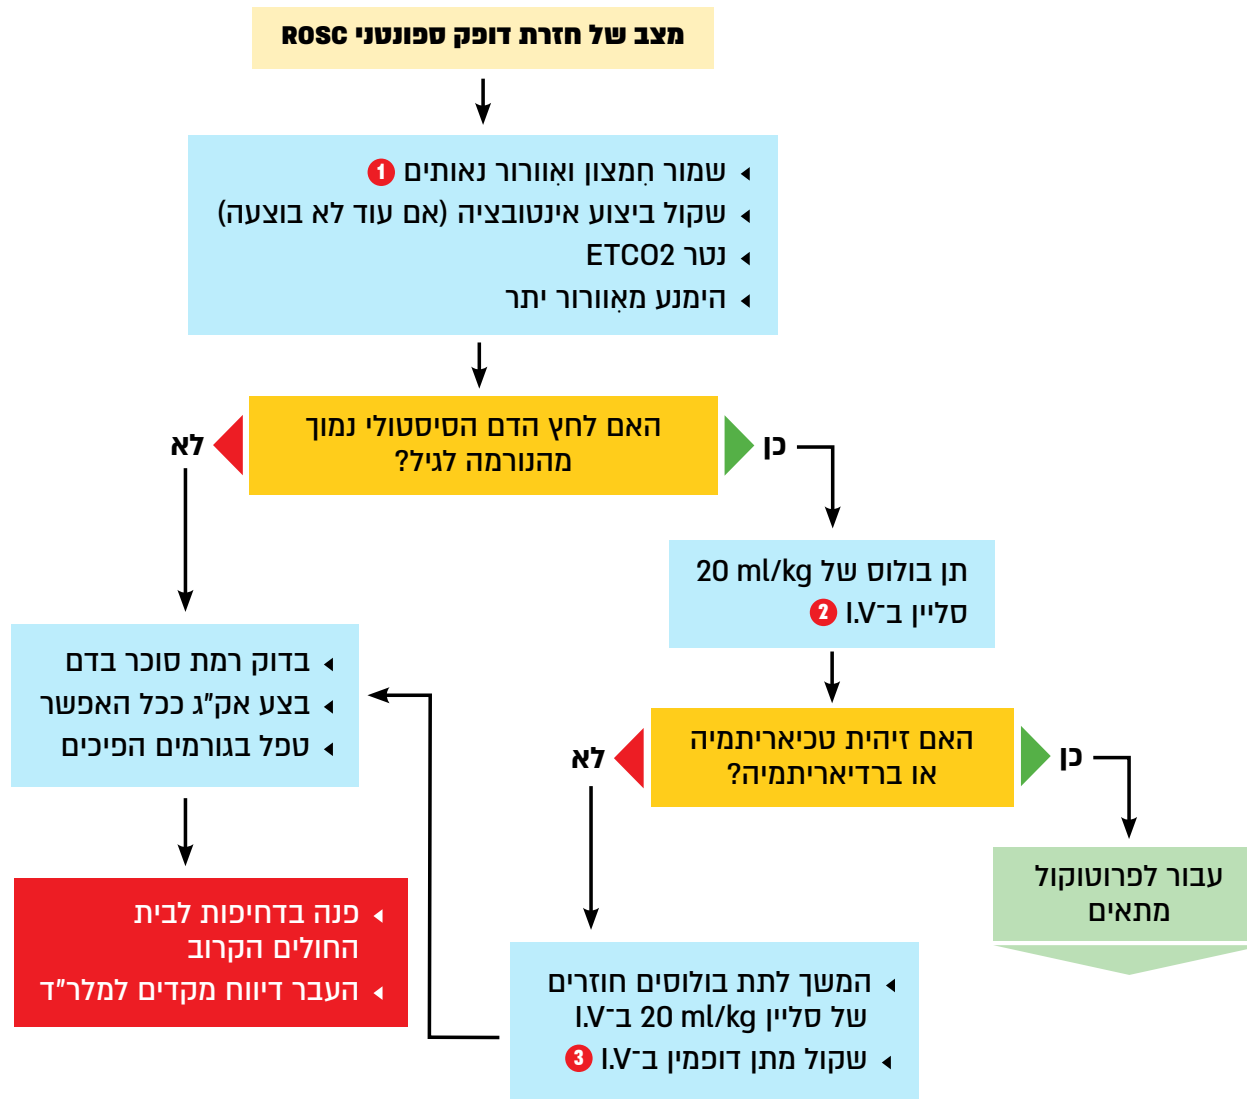 מצב של חזרת דופק ספונטני ROSC
שמור חִמצון ואִוורור נאותים 1
שקול ביצוע אינטובציה (אם עוד לא בוצעה)
נטר ETCO2
הימנע מאִוורור יתר
האם לחץ הדם הסיסטולי נמוך
מהנורמה לגיל?
כן
לא
תן בולוס של 20 ml/kg
סליין ב־I.V 2
האם זיהית טכיאריתמיה
או ברדיאריתמיה?
כן
לא
עבור לפרוטוקול
מתאים
המשך לתת בולוסים חוזרים
של סליין 20 ml/kg ב־I.V
שקול מתן דופמין ב־I.V 3
בדוק רמת סוכר בדם
בצע אק"ג ככל האפשר
טפל בגורמים הפיכים
פנה בדחיפות לבית
החולים הקרוב
העבר דיווח מקדים למלר"ד